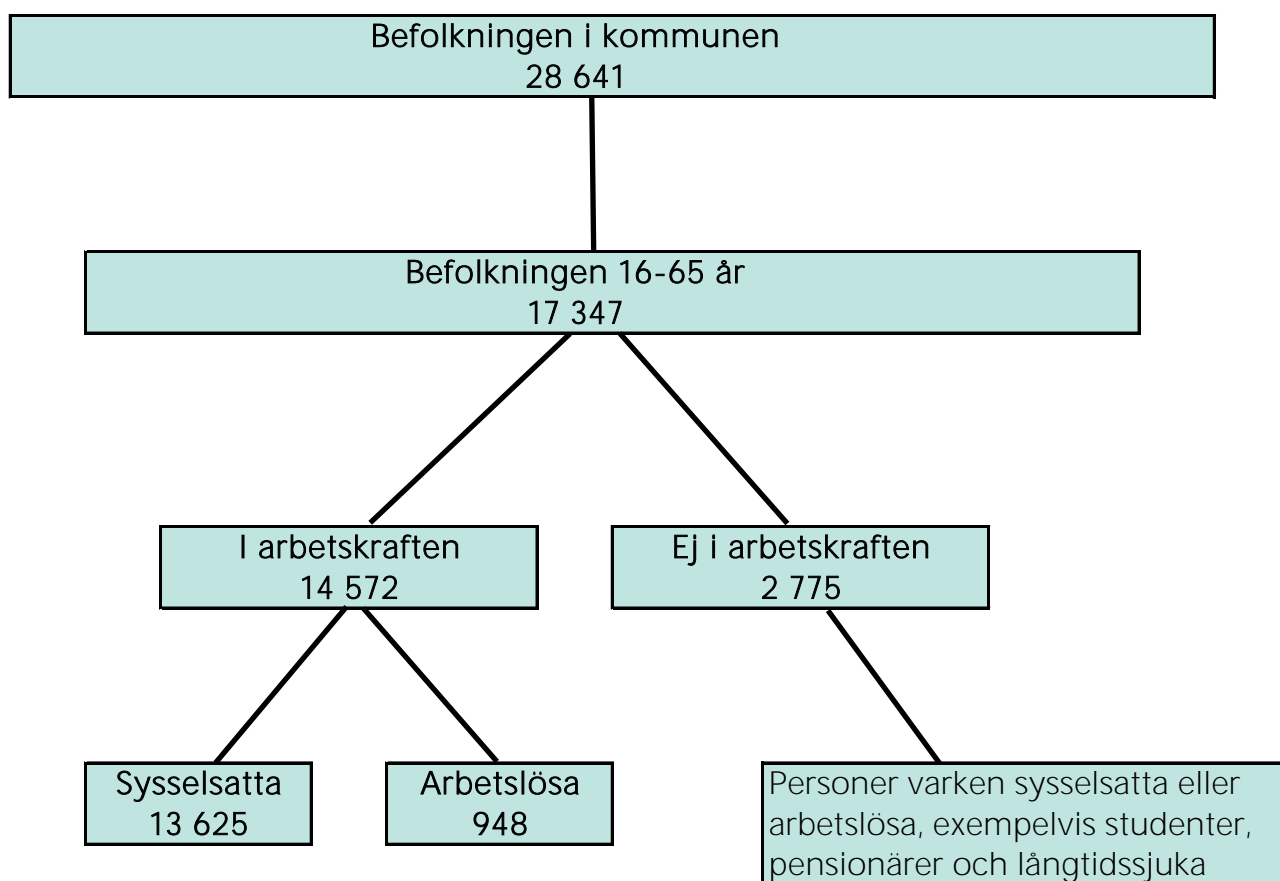 Befolkningen i kommunen
28 641
Befolkningen 16-65 år
17 347
I arbetskraften
14 572
Ej i arbetskraften
2 775
Sysselsatta
13 625
Arbetslösa
948
Personer varken sysselsatta eller
arbetslösa, exempelvis studenter,
pensionärer och långtidssjuka